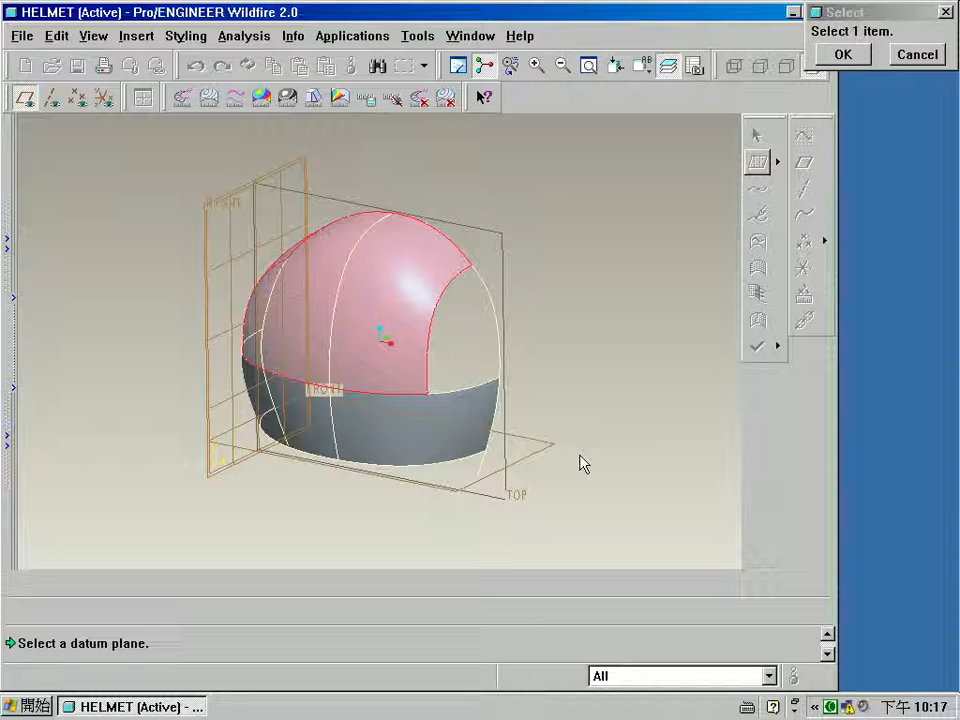 HELMET (Active) - Pro/ENGINEER Wildfire 2.0
Select
File Edit View Insert Styling Analysis Info Applications Tools Window Help
Select 1 item.
OK Cancel
RIGHT
FRONT
TOP
Select a datum plane.
All
開始 HELMET (Active) - ... 下午 10:17